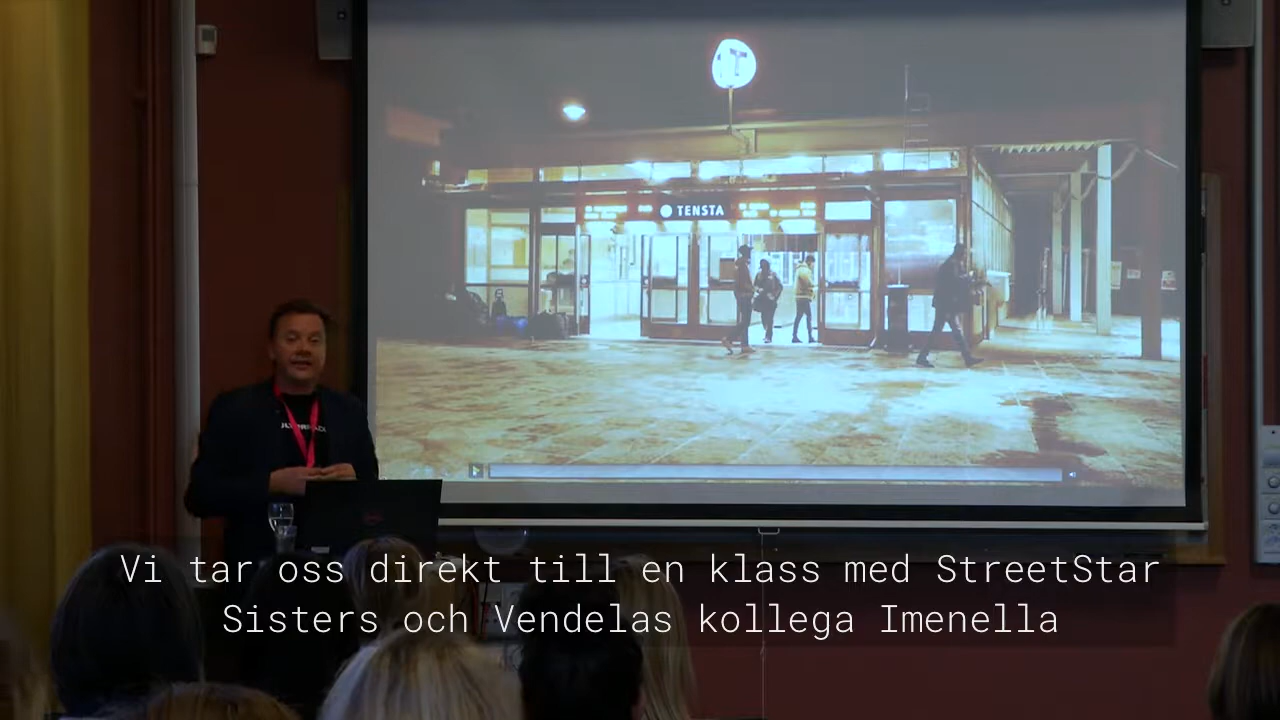 T
TENSTA
Vi tar oss direkt till en klass med StreetStar
Sisters och Vendelas kollega Imenella